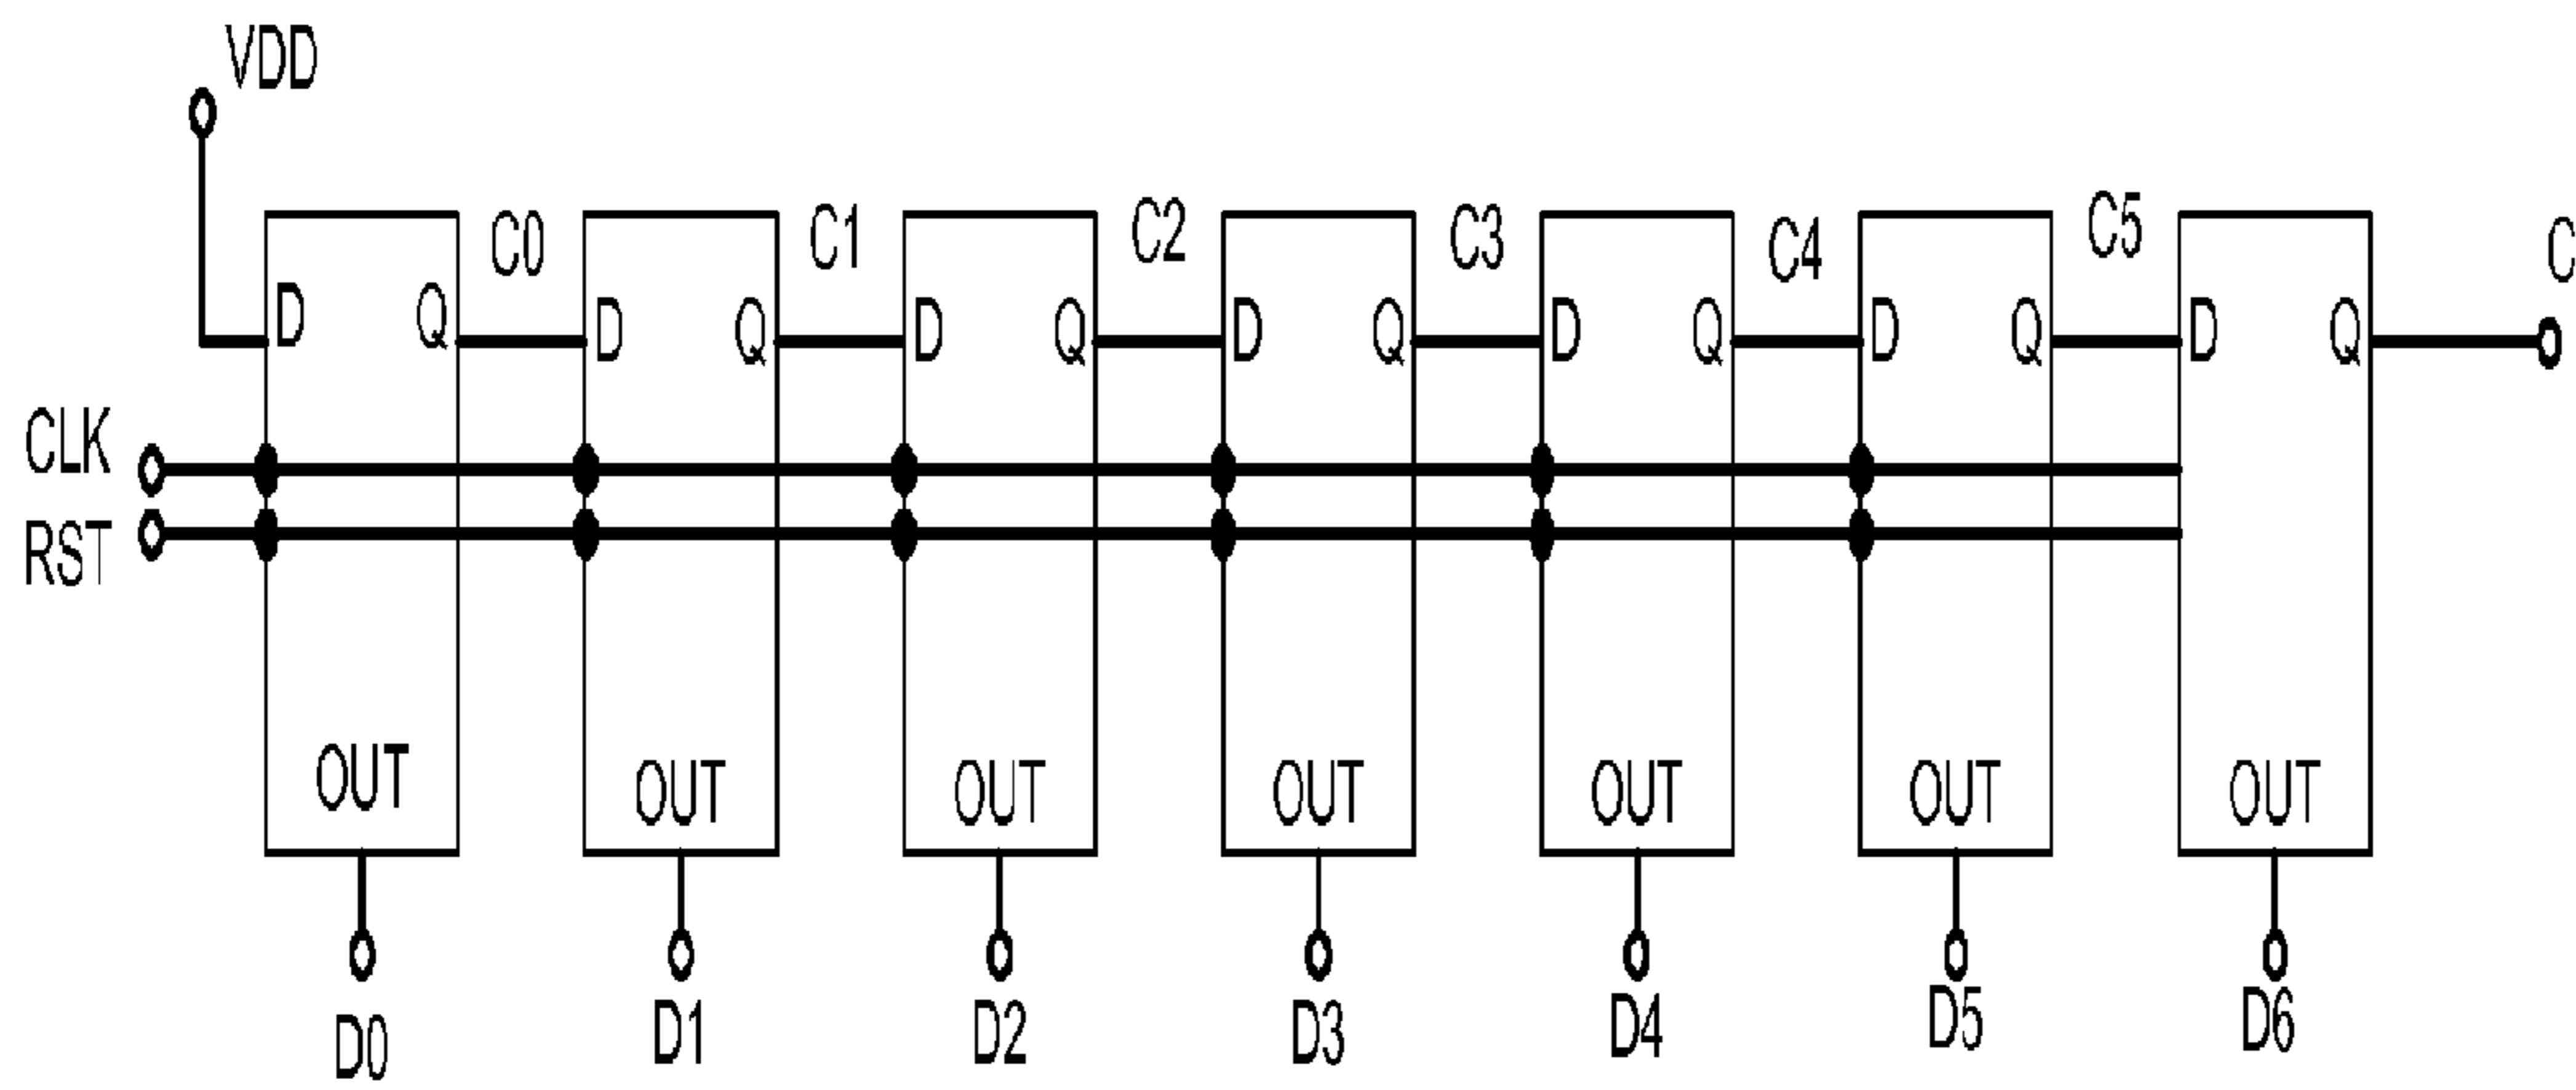 VDD
C0 C1 C2 C3 C4 C5 C
D Q D Q D Q D Q D Q D Q D Q
CLK
RST
OUT OUT OUT OUT OUT OUT OUT
D0 D1 D2 D3 D4 D5 D6